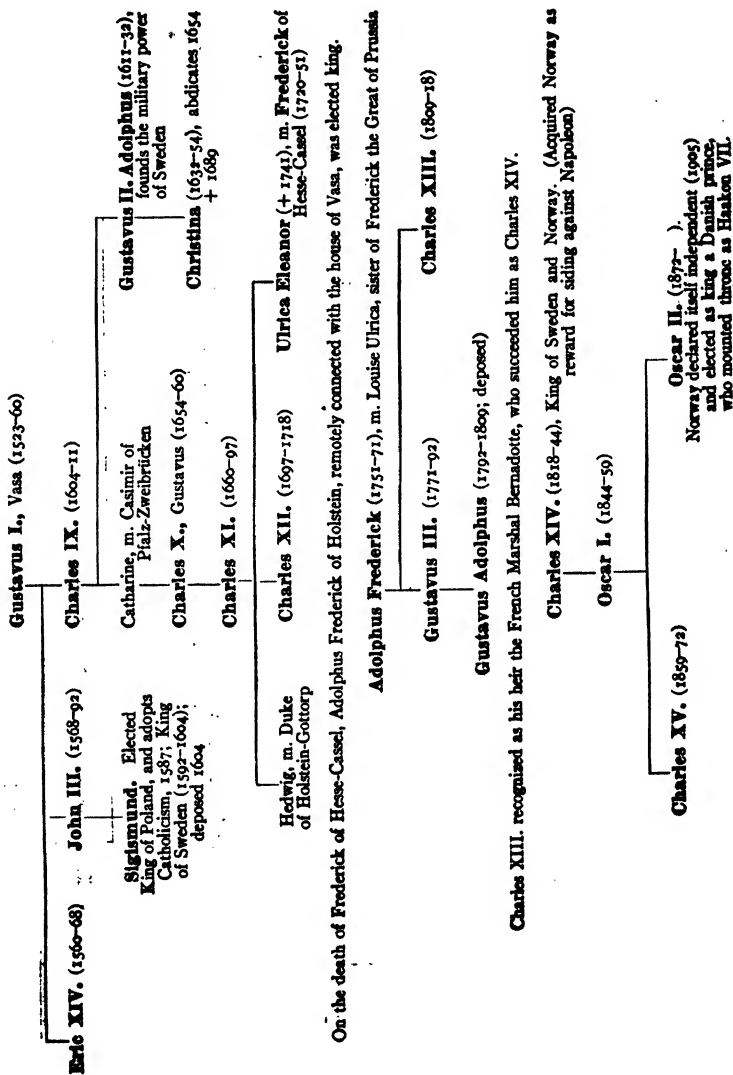 Gustavus I., Vasa (1523–60)
Eric XIV. (1560–68)
John III. (1568–92)
Charles IX. (1604–11)
Sigismund. Elected
King of Poland, and adopts
Catholicism, 1587; King
of Sweden (1592–1604);
deposed 1604
Catharine, m. Casimir of
Pfalz-Zweibrücken
Gustavus II. Adolphus (1611–32),
founds the military power
of Sweden
Charles X., Gustavus (1654–60)
Christina (1632–54), abdicates 1654
+ 1689
Charles XI. (1660–97)
Hedwig, m. Duke
of Holstein-Gottorp
Charles XII. (1697–1718)
Ulrica Eleanor (+ 1741), m. Frederick of
Hesse-Cassel (1720–51)
On the death of Frederick of Hesse-Cassel, Adolphus Frederick of Holstein, remotely connected with the house of Vasa, was elected king.
Adolphus Frederick (1751–71), m. Louise Ulrica, sister of Frederick the Great of Prussia
Gustavus III. (1771–92)
Charles XIII. (1809–18)
Gustavus Adolphus (1792–1809; deposed)
Charles XIII. recognized as his heir the French Marshal Bernadotte, who succeeded him as Charles XIV.
Charles XIV. (1818–44), King of Sweden and Norway. (Acquired Norway as
reward for siding against Napoleon)
Oscar I. (1844–59)
Charles XV. (1859–72)
Oscar II. (1872– ).
Norway declared itself independent (1905)
and elected as king a Danish prince,
who mounted throne as Haakon VII.